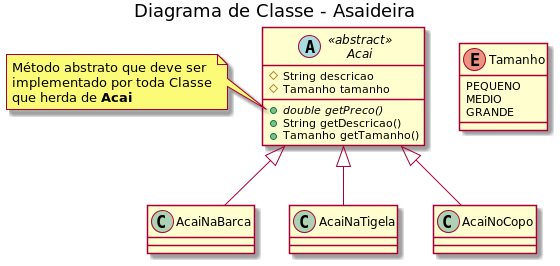 Diagrama de Classe - Asaideira
Método abstrato que deve ser
implementado por toda Classe
que herda de Acai
A
«abstract»
Acai
String descricao
Tamanho tamanho
double getPreco()
String getDescricao()
Tamanho getTamanho()
E Tamanho
PEQUENO
MEDIO
GRANDE
C AcaiNaBarca
C AcaiNaTigela
C AcaiNoCopo